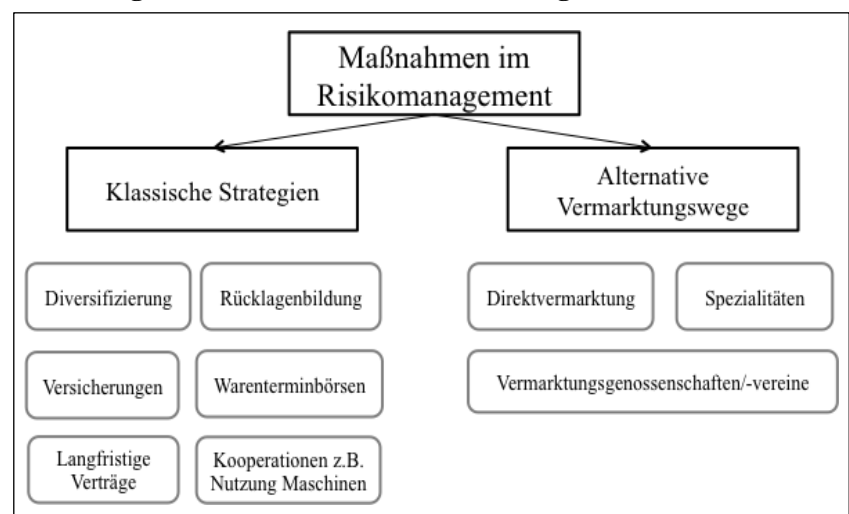 Maßnahmen im
Risikomanagement
Klassische Strategien
Alternative
Vermarktungswege
Diversifizierung
Rücklagenbildung
Direktvermarktung
Spezialitäten
Versicherungen
Warenterminbörsen
Vermarktungsgenossenschaften/-vereine
Langfristige
Verträge
Kooperationen z.B.
Nutzung Maschinen